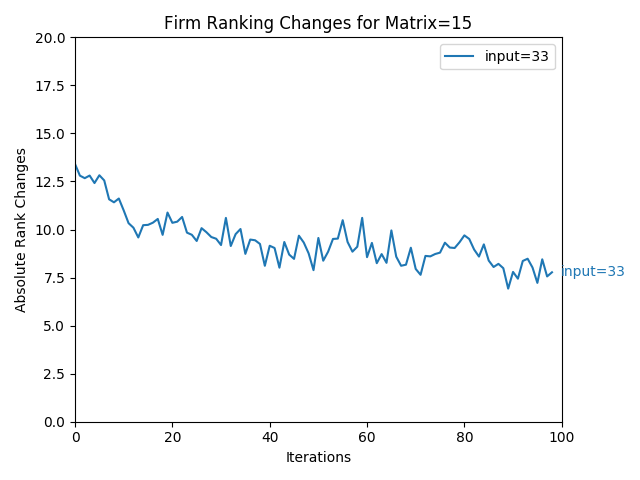 Firm Ranking Changes for Matrix=15
20.0
17.5
15.0
12.5
10.0
7.5
5.0
2.5
0.0
Absolute Rank Changes
input=33
input=33
0 20 40 60 80 100
Iterations